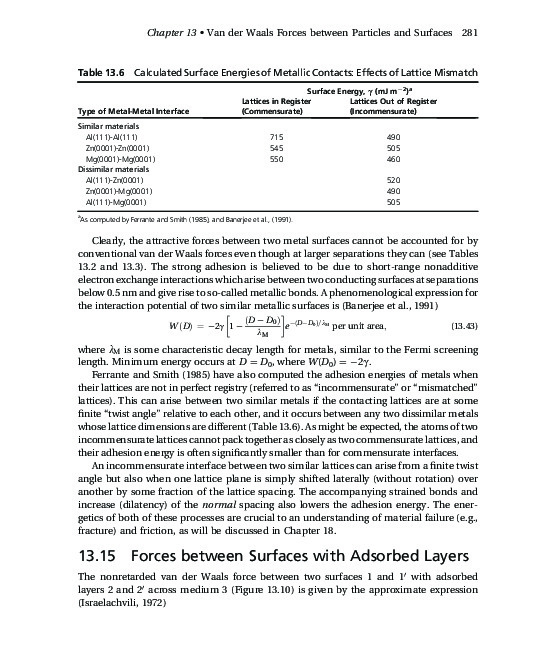 Chapter 13 • Van der Waals Forces between Particles and Surfaces 281
Table 13.6 Calculated Surface Energies of Metallic Contacts: Effects of Lattice Mismatch
Surface Energy, γ (mJ m⁻²)ᵃ
Type of Metal-Metal Interface
Lattices in Register (Commensurate)
Lattices Out of Register (Incommensurate)
Similar materials
Al(111)-Al(111) 715 490
Zn(0001)-Zn(0001) 545 505
Mg(0001)-Mg(0001) 550 460
Dissimilar materials
Al(111)-Zn(0001) 520
Zn(0001)-Mg(0001) 490
Al(111)-Mg(0001) 505
ᵃAs computed by Ferrante and Smith (1985), and Banerjee et al., (1991).
Clearly, the attractive forces between two metal surfaces cannot be accounted for by
conventional van der Waals forces even though at larger separations they can (see Tables
13.2 and 13.3). The strong adhesion is believed to be due to short-range nonadditive
electron exchange interactions which arise between two conducting surfaces at separations
below 0.5 nm and give rise to so-called metallic bonds. A phenomenological expression for
the interaction potential of two similar metallic surfaces is (Banerjee et al., 1991)
W(D) = −2γ[1 − (D − D₀)/λ_M]e^−(D−D₀)/λ_M per unit area, (13.43)
where λ_M is some characteristic decay length for metals, similar to the Fermi screening
length. Minimum energy occurs at D = D₀, where W(D₀) = −2γ.
Ferrante and Smith (1985) have also computed the adhesion energies of metals when
their lattices are not in perfect registry (referred to as “incommensurate” or “mismatched”
lattices). This can arise between two similar metals if the contacting lattices are at some
finite “twist angle” relative to each other, and it occurs between any two dissimilar metals
whose lattice dimensions are different (Table 13.6). As might be expected, the atoms of two
incommensurate lattices cannot pack together as closely as two commensurate lattices, and
their adhesion energy is often significantly smaller than for commensurate interfaces.
An incommensurate interface between two similar lattices can arise from a finite twist
angle but also when one lattice plane is simply shifted laterally (without rotation) over
another by some fraction of the lattice spacing. The accompanying strained bonds and
increase (dilatency) of the normal spacing also lowers the adhesion energy. The ener-
getics of both of these processes are crucial to an understanding of material failure (e.g.,
fracture) and friction, as will be discussed in Chapter 18.
13.15 Forces between Surfaces with Adsorbed Layers
The nonretarded van der Waals force between two surfaces 1 and 1′ with adsorbed
layers 2 and 2′ across medium 3 (Figure 13.10) is given by the approximate expression
(Israelachvili, 1972)